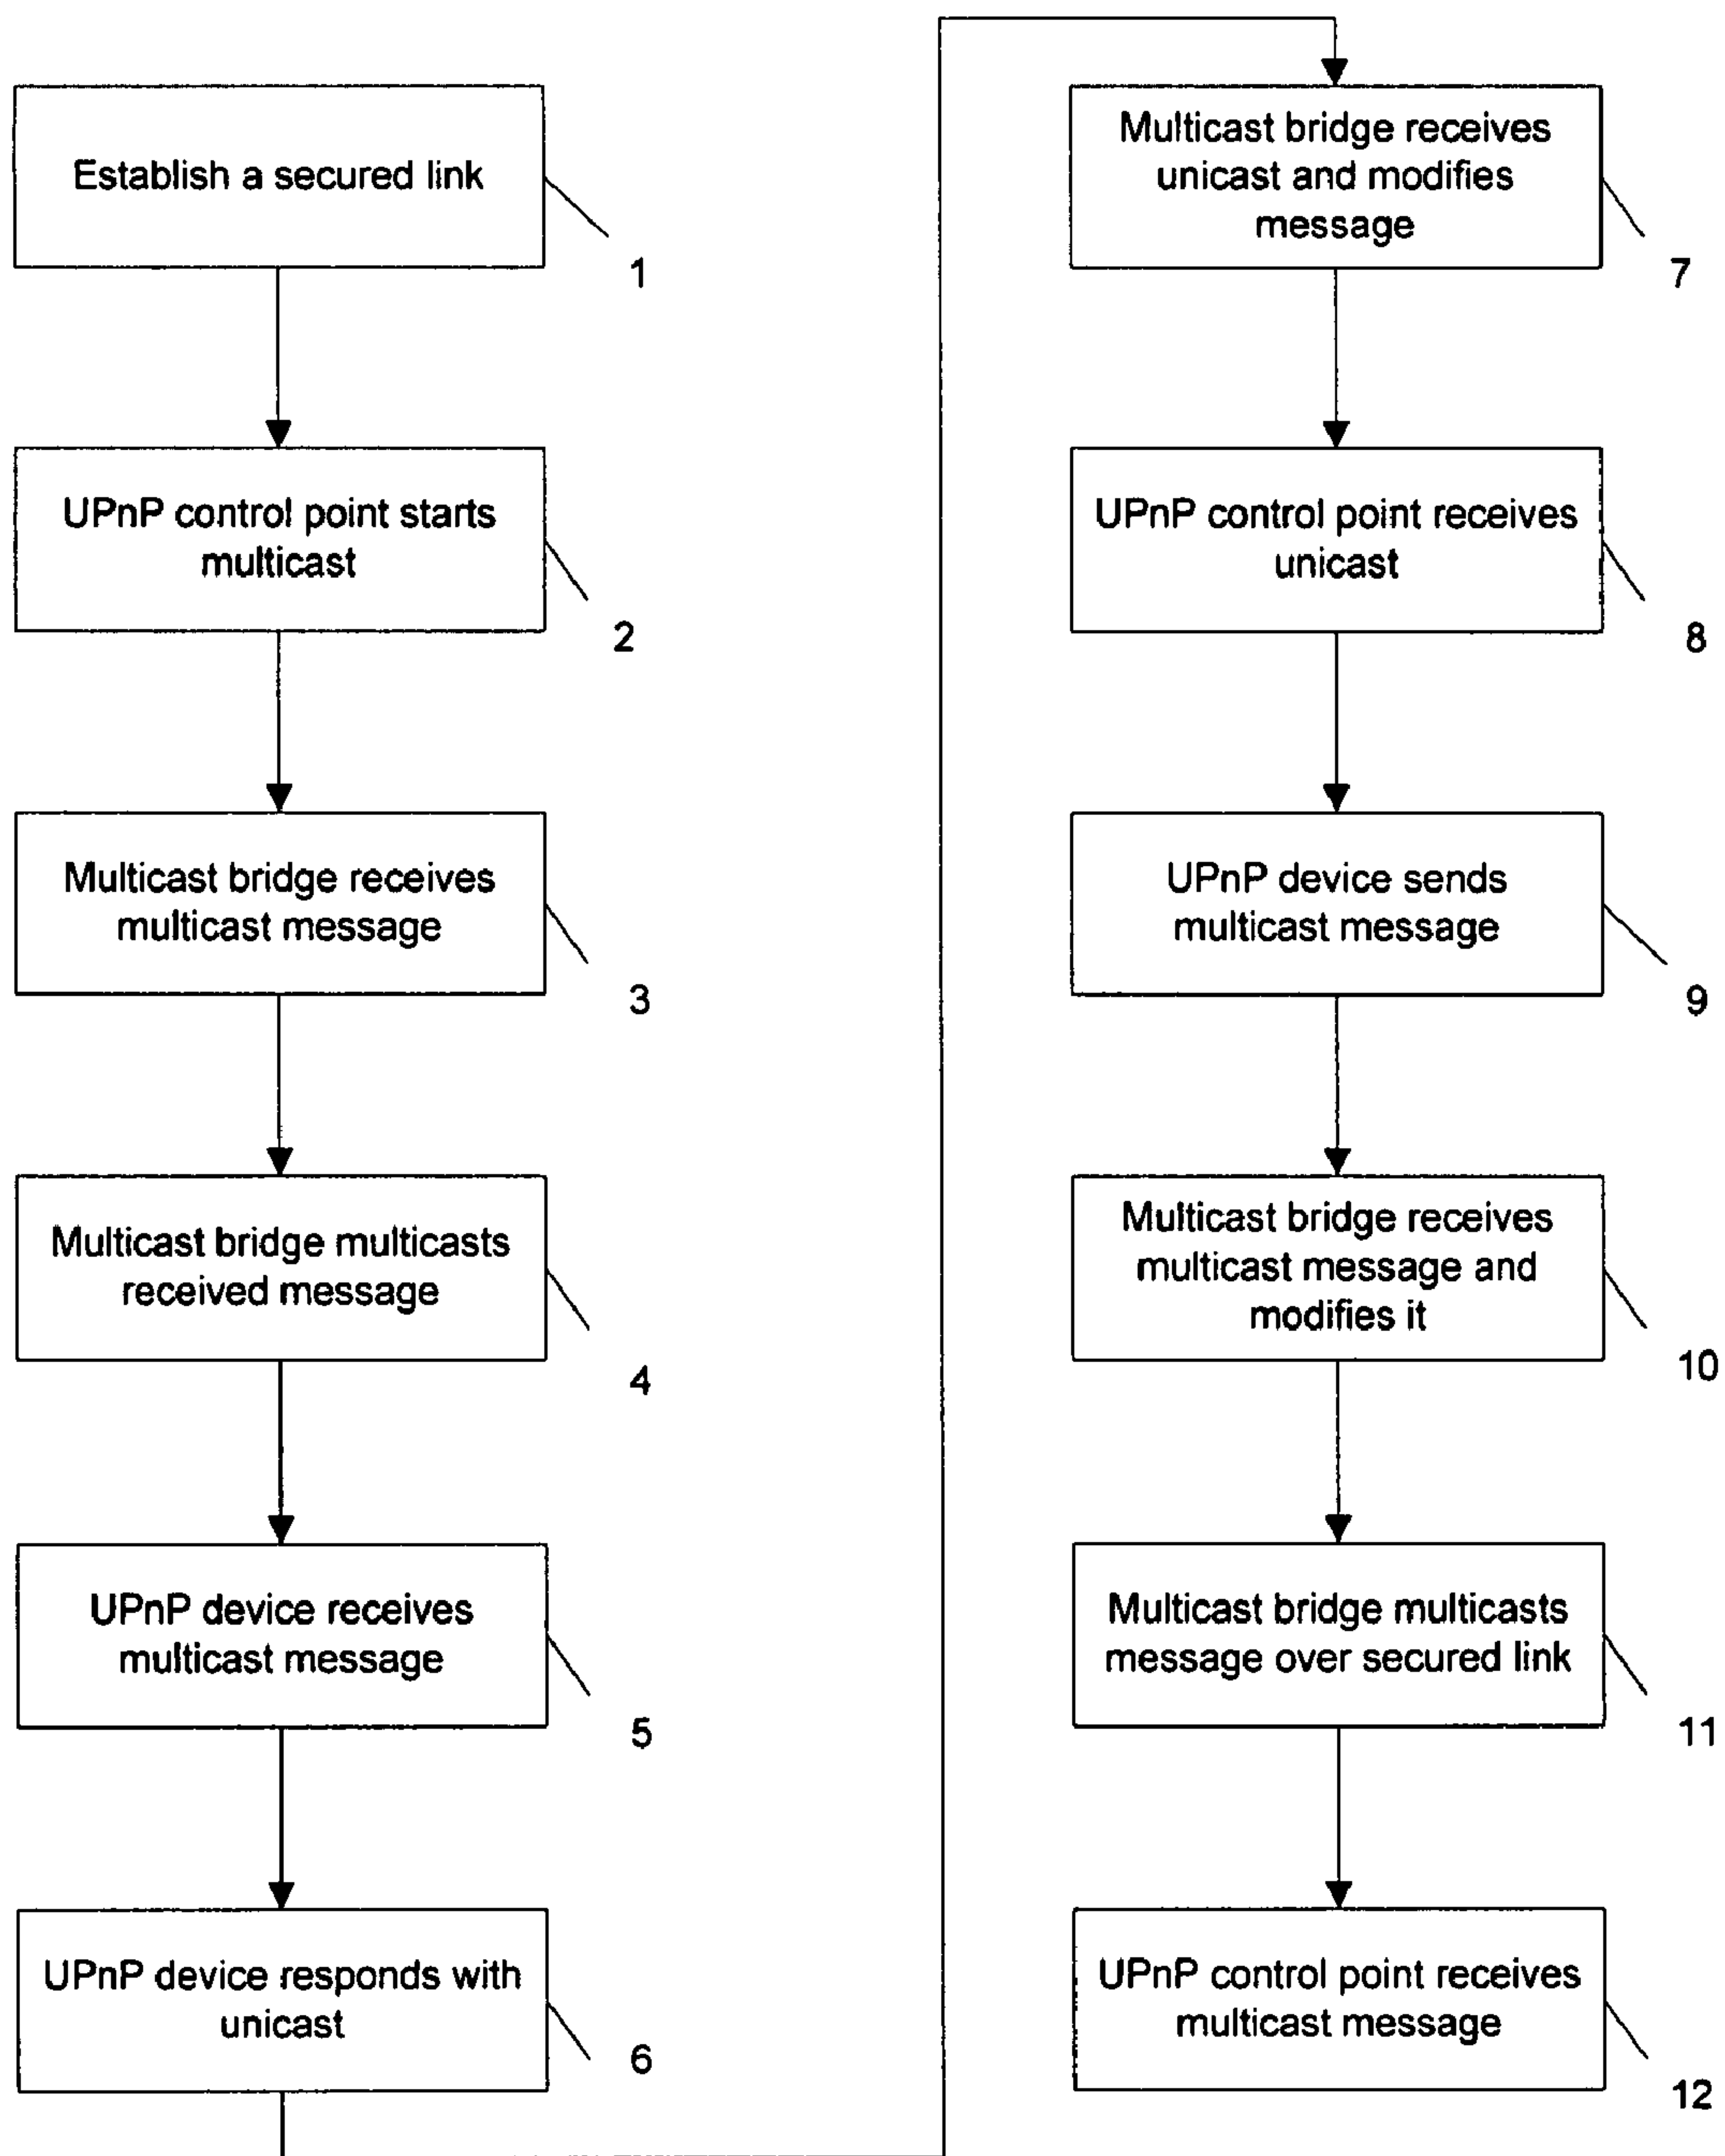 Establish a secured link
1
UPnP control point starts
multicast
2
Multicast bridge receives
multicast message
3
Multicast bridge multicasts
received message
4
UPnP device receives
multicast message
5
UPnP device responds with
unicast
6
Multicast bridge receives
unicast and modifies
message
7
UPnP control point receives
unicast
8
UPnP device sends
multicast message
9
Multicast bridge receives
multicast message and
modifies it
10
Multicast bridge multicasts
message over secured link
11
UPnP control point receives
multicast message
12